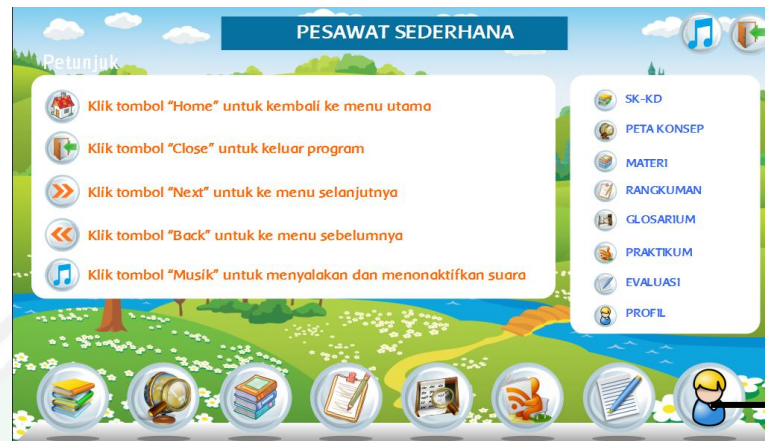 PESAWAT SEDERHANA
Petunjuk
Klik tombol "Home" untuk kembali ke menu utama
Klik tombol "Close" untuk keluar program
Klik tombol "Next" untuk ke menu selanjutnya
Klik tombol "Back" untuk ke menu sebelumnya
Klik tombol "Musik" untuk menyalakan dan menonaktifkan suara
SK-KD
PETA KONSEP
MATERI
RANGKUMAN
GLOSARIUM
PRAKTIKUM
EVALUASI
PROFIL